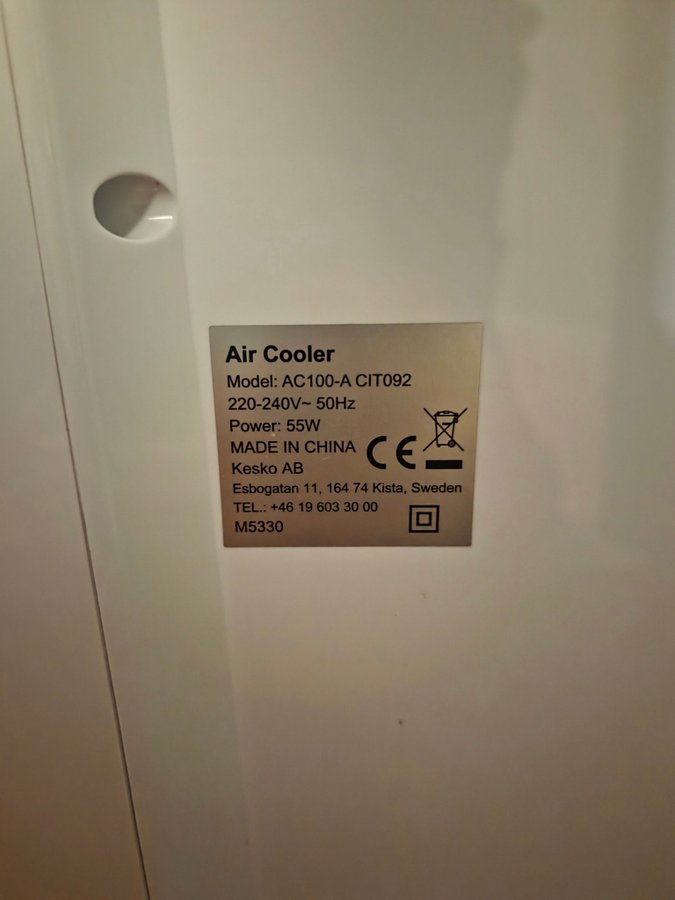 Air Cooler
Model: AC100-A CIT092
220-240V~ 50Hz
Power: 55W
MADE IN CHINA
CE
Kesko AB
Esbogatan 11, 164 74 Kista, Sweden
TEL.: +46 19 603 30 00
M5330